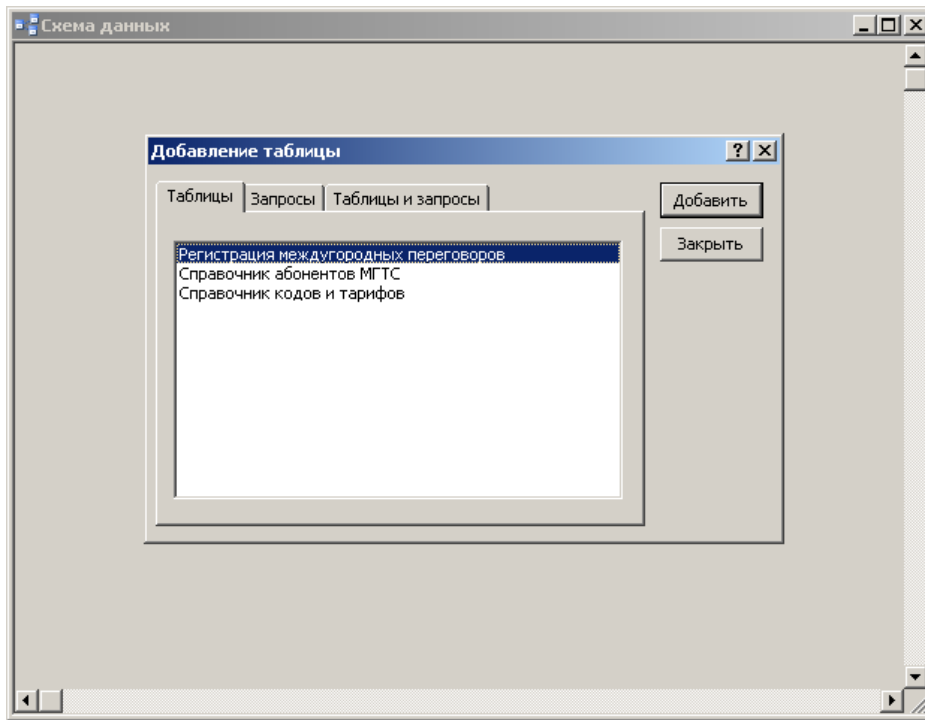 Схема данных
Добавление таблицы
Таблицы Запросы Таблицы и запросы
Добавить
Закрыть
Регистрация междугородных переговоров
Справочник абонентов МГТС
Справочник кодов и тарифов